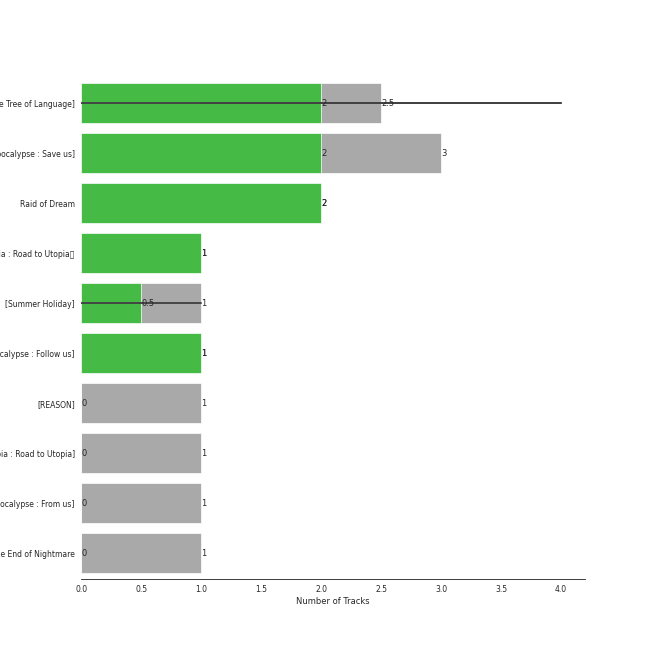 e Tree of Language]
2
2.5
ocalypse : Save us]
2
3
Raid of Dream
2
ia : Road to Utopia▯
1
[Summer Holiday]
0.5
1
calypse : Follow us]
1
[REASON]
0
1
pia : Road to Utopia]
0
1
ocalypse : From us]
0
1
e End of Nightmare
0
1
0.0 0.5 1.0 1.5 2.0 2.5 3.0 3.5 4.0
Number of Tracks